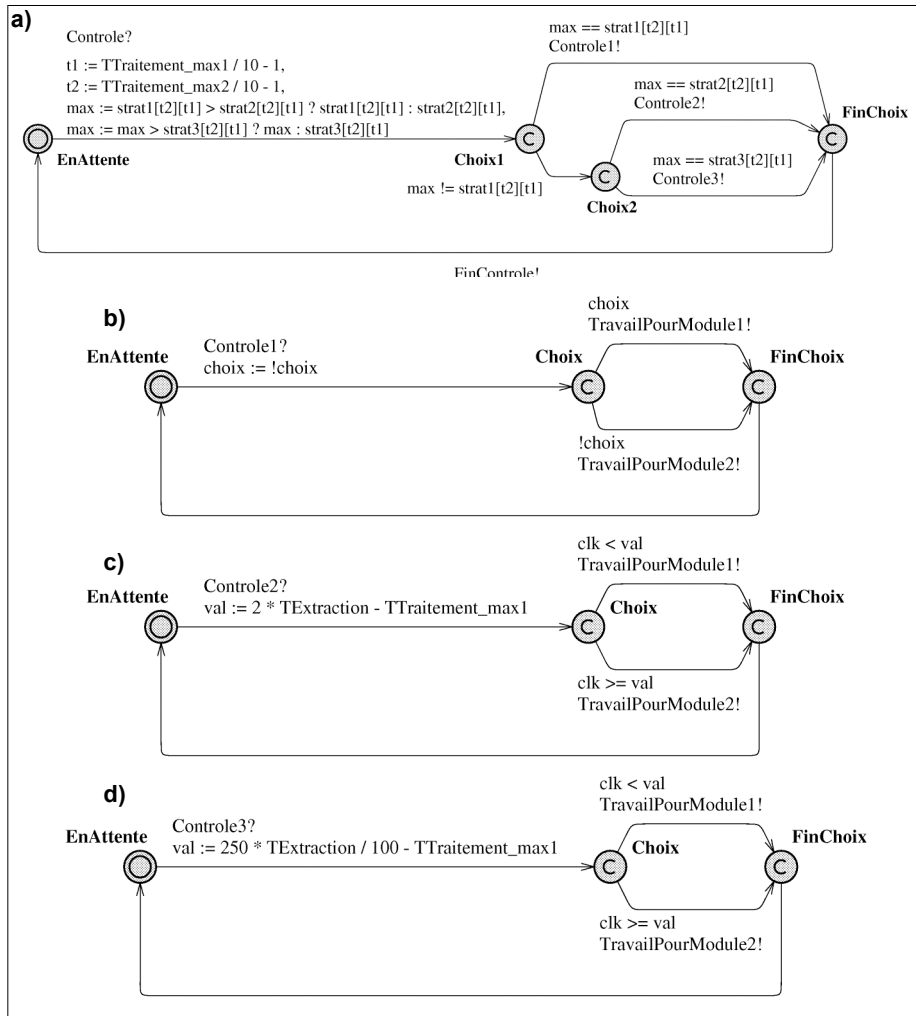 a)
Controle?
t1 := TTraitement_max1 / 10 - 1,
t2 := TTraitement_max2 / 10 - 1,
max := strat1[t2][t1] > strat2[t2][t1] ? strat1[t2][t1] : strat2[t2][t1],
max := max > strat3[t2][t1] ? max : strat3[t2][t1]
EnAttente
max == strat1[t2][t1]
Controle1!
max == strat2[t2][t1]
Controle2!
FinChoix
Choix1
C
C
max == strat3[t2][t1]
Controle3!
max != strat1[t2][t1]
C
Choix2
FinControle!
b)
EnAttente
Controle1?
choix := !choix
choix
TravailPourModule1!
Choix
FinChoix
C
C
!choix
TravailPourModule2!
c)
EnAttente
Controle2?
val := 2 * TExtraction - TTraitement_max1
clk < val
TravailPourModule1!
Choix
FinChoix
C
C
clk >= val
TravailPourModule2!
d)
EnAttente
Controle3?
val := 250 * TExtraction / 100 - TTraitement_max1
clk < val
TravailPourModule1!
Choix
FinChoix
C
C
clk >= val
TravailPourModule2!